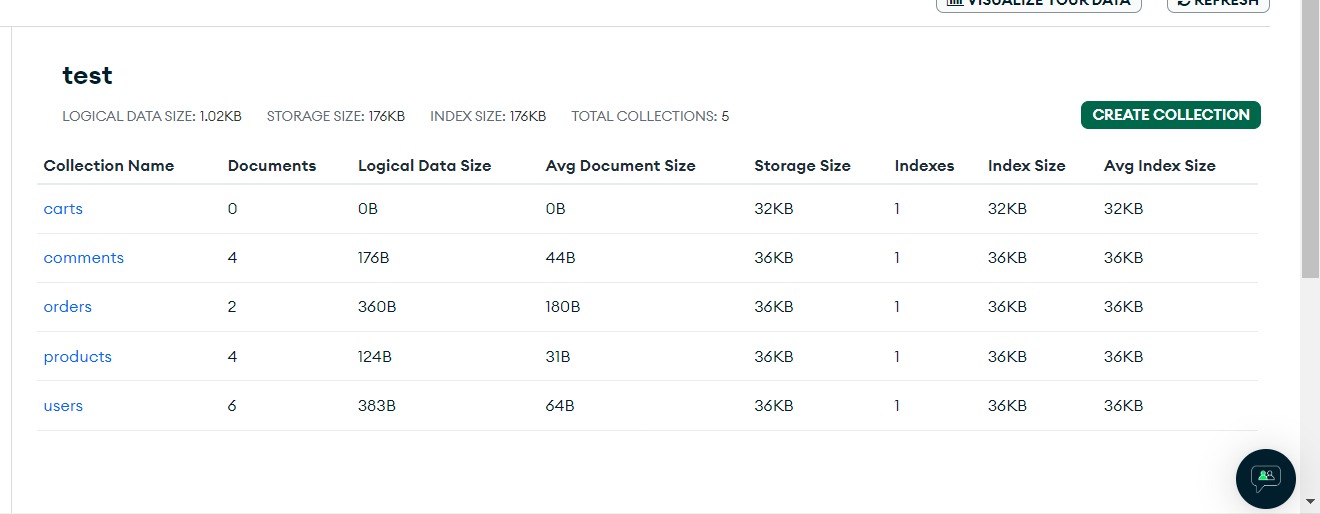 VISUALIZE YOUR DATA REFRESH
test
LOGICAL DATA SIZE: 1.02KB STORAGE SIZE: 176KB INDEX SIZE: 176KB TOTAL COLLECTIONS: 5
CREATE COLLECTION
Collection Name Documents Logical Data Size Avg Document Size Storage Size Indexes Index Size Avg Index Size
carts 0 0B 0B 32KB 1 32KB 32KB
comments 4 176B 44B 36KB 1 36KB 36KB
orders 2 360B 180B 36KB 1 36KB 36KB
products 4 124B 31B 36KB 1 36KB 36KB
users 6 383B 64B 36KB 1 36KB 36KB